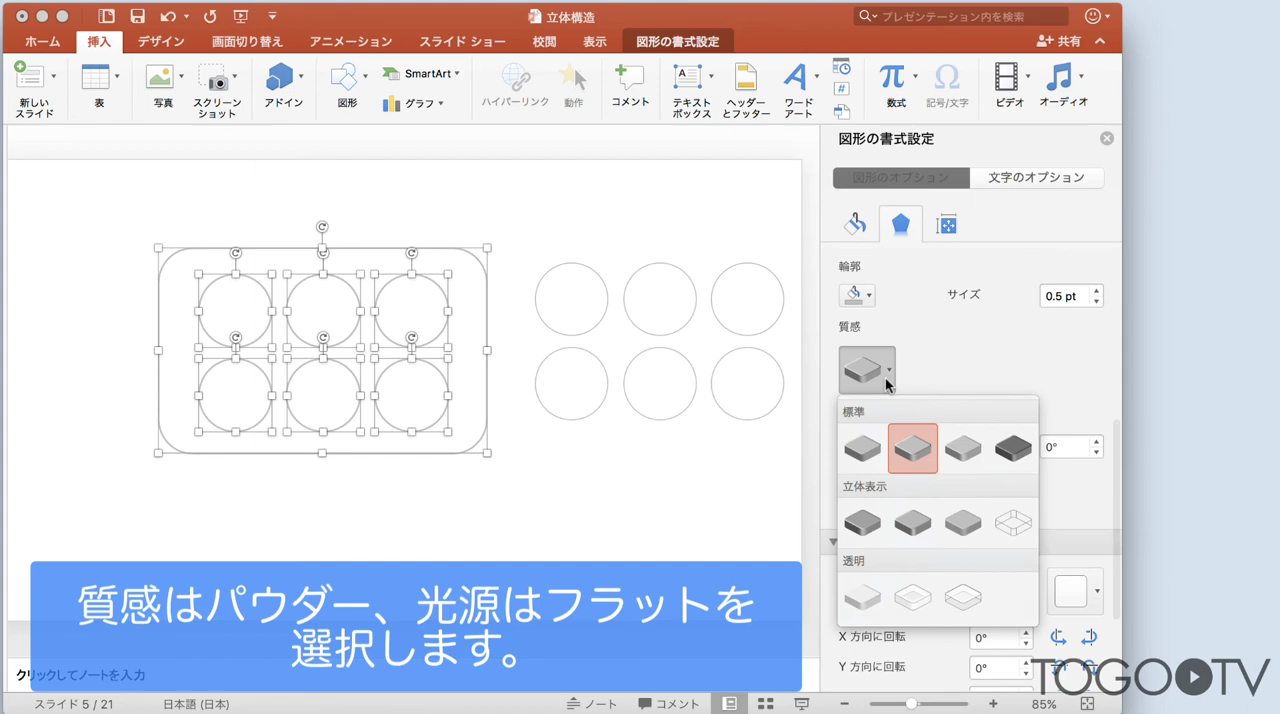 立体構造
プレゼンテーション内を検索
ホーム
挿入
デザイン
画面切り替え
アニメーション
スライド ショー
校閲
表示
図形の書式設定
共有
新しい
スライド
表
写真
スクリーン
ショット
アドイン
図形
SmartArt
グラフ
ハイパーリンク
動作
コメント
テキスト
ボックス
ヘッダー
とフッター
ワード
アート
数式
記号/文字
ビデオ
オーディオ
図形の書式設定
図形のオプション
文字のオプション
輪郭
サイズ
0.5 pt
質感
標準
0°
立体表示
透明
X 方向に回転
0°
Y 方向に回転
0°
質感はパウダー、光源はフラットを
選択します。
クリックしてノートを入力
TOGOTV
スライド 5 / 21
日本語 (日本)
ノート
コメント
85%